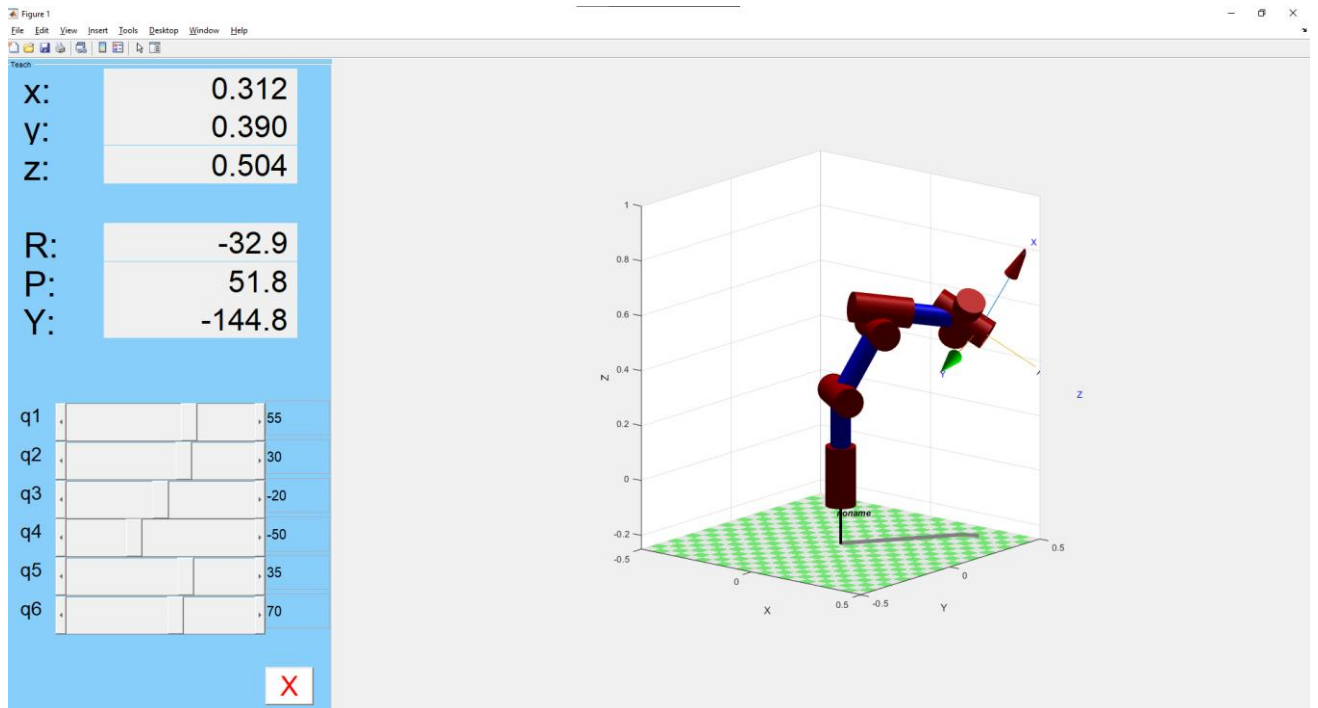 Figure 1
File Edit View Insert Tools Desktop Window Help
Teach
x: 0.312
y: 0.390
z: 0.504
R: -32.9
P: 51.8
Y: -144.8
q1 55
q2 30
q3 -20
q4 -50
q5 35
q6 70
X
1
0.8
0.6
0.4
0.2
0
-0.2
Z
-0.5
0
0.5
X
-0.5
0
0.5
Y
noname
X
Y
Z